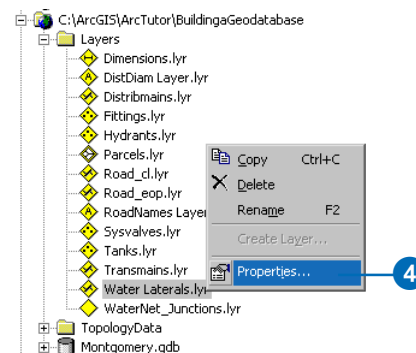 C:\ArcGIS\ArcTutor\BuildingaGeodatabase
Layers
Dimensions.lyr
DistDiam Layer.lyr
Distribmains.lyr
Fittings.lyr
Hydrants.lyr
Parcels.lyr
Road_cl.lyr
Road_eop.lyr
RoadNames Laye
Sysvalves.lyr
Tanks.lyr
Transmains.lyr
Water Laterals.lyr
WaterNet_Junctions.lyr
TopologyData
Montgomery.gdb
Copy Ctrl+C
Delete
Rename F2
Create Layer...
Properties...
4